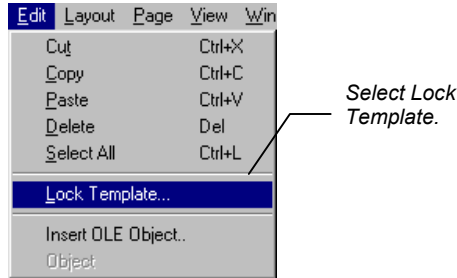 Edit Layout Page View Win
Cut Ctrl+X
Copy Ctrl+C
Paste Ctrl+V
Delete Del
Select All Ctrl+L
Lock Template...
Insert OLE Object..
Object
Select Lock
Template.